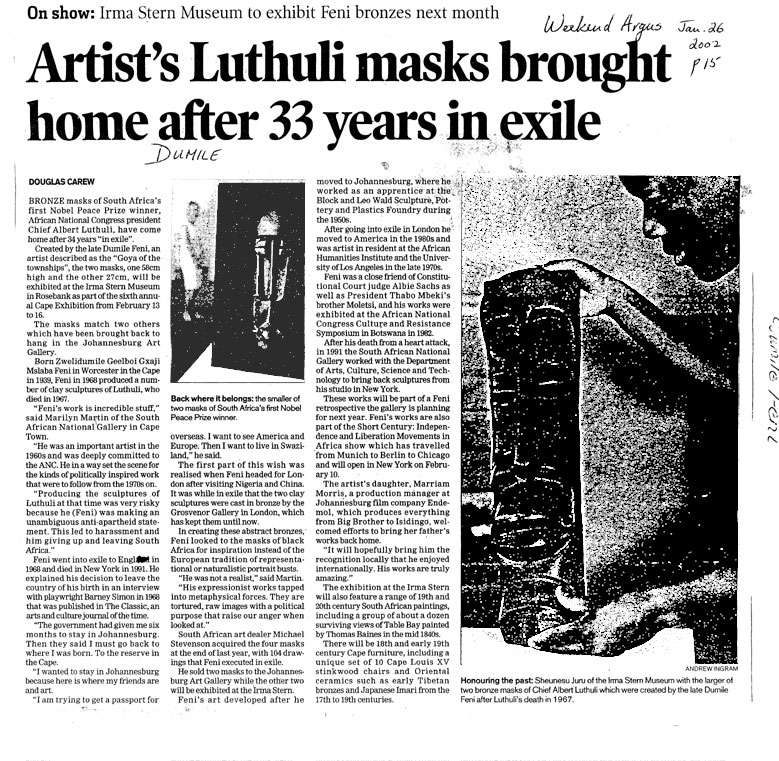 On show: Irma Stern Museum to exhibit Feni bronzes next month
Weekend Argus Jan. 26
2002
p 15
Artist's Luthuli masks brought
home after 33 years in exile
DUMILE
DOUGLAS CAREW
BRONZE masks of South Africa's
first Nobel Peace Prize winner,
African National Congress president
Chief Albert Luthuli, have come
home after 34 years "in exile".
Created by the late Dumile Feni, an
artist described as the "Goya of the
townships", the two masks, one 58cm
high and the other 27cm, will be
exhibited at the Irma Stern Museum
in Rosebank as part of the sixth annu-
al Cape Exhibition from February 13
to 16.
The masks match two others
which have been brought back to
hang in the Johannesburg Art
Gallery.
Born Zwelidumile Geelboi Gxaji
Mslaba Feni in Worcester in the Cape
in 1939, Feni in 1968 produced a num-
ber of clay sculptures of Luthuli, who
died in 1967.
"Feni's work is incredible stuff,"
said Marilyn Martin of the South
African National Gallery in Cape
Town.
"He was an important artist in the
1960s and was deeply committed to
the ANC. He in a way set the scene for
the kinds of politically inspired work
that were to follow from the 1970s on.
"Producing the sculptures of
Luthuli at that time was very risky
because he (Feni) was making an
unambiguous anti-apartheid state-
ment. This led to harassment and
him giving up and leaving South
Africa."
Feni went into exile to England in
1968 and died in New York in 1991. He
explained his decision to leave the
country of his birth in an interview
with playwright Barney Simon in 1968
that was published in The Classic, an
arts and culture journal of the time.
"The government had given me six
months to stay in Johannesburg.
Then they said I must go back to
where I was born. To the reserve in
the Cape.
"I wanted to stay in Johannesburg
because here is where my friends are
and art.
"I am trying to get a passport for
Back where it belongs: the smaller of
two masks of South Africa's first Nobel
Peace Prize winner.
overseas. I want to see America and
Europe. Then I want to live in Swazi-
land," he said.
The first part of this wish was
realised when Feni headed for Lon-
don after visiting Nigeria and China.
It was while in exile that the two clay
sculptures were cast in bronze by the
Grosvenor Gallery in London, which
has kept them until now.
In creating these abstract bronzes,
Feni looked to the masks of black
Africa for inspiration instead of the
European tradition of representa-
tional or naturalistic portrait busts.
"He was not a realist," said Martin.
"His expressionist works tapped
into metaphysical forces. They are
tortured, raw images with a political
purpose that raise our anger when
looked at."
South African art dealer Michael
Stevenson acquired the four masks
at the end of last year, with 104 draw-
ings that Feni executed in exile.
He sold two masks to the Johannes-
burg Art Gallery while the other two
will be exhibited at the Irma Stern.
Feni's art developed after he
moved to Johannesburg, where he
worked as an apprentice at the
Block and Leo Wald Sculpture, Pot-
tery and Plastics Foundry during
the 1950s.
After going into exile in London he
moved to America in the 1980s and
was artist in resident at the African
Humanities Institute and the Univer-
sity of Los Angeles in the late 1970s.
Feni was a close friend of Constitu-
tional Court judge Albie Sachs as
well as President Thabo Mbeki's
brother Moletsi, and his works were
exhibited at the African National
Congress Culture and Resistance
Symposium in Botswana in 1982.
After his death from a heart attack,
in 1991 the South African National
Gallery worked with the Department
of Arts, Culture, Science and Tech-
nology to bring back sculptures from
his studio in New York.
These works will be part of a Feni
retrospective the gallery is planning
for next year. Feni's works are also
part of the Short Century: Indepen-
dence and Liberation Movements in
Africa show which has travelled
from Munich to Berlin to Chicago
and will open in New York on Febru-
ary 10.
The artist's daughter, Marriam
Morris, a production manager at
Johannesburg film company Ende-
mol, which produces everything
from Big Brother to Isidingo, wel-
comed efforts to bring her father's
works back home.
"It will hopefully bring him the
recognition locally that he enjoyed
internationally. His works are truly
amazing."
The exhibition at the Irma Stern
will also feature a range of 19th and
20th century South African paintings,
including a group of about a dozen
surviving views of Table Bay painted
by Thomas Baines in the mid 1840s.
There will be 18th and early 19th
century Cape furniture, including a
unique set of 10 Cape Louis XV
stinkwood chairs and Oriental
ceramics such as early Tibetan
bronzes and Japanese Imari from the
17th to 19th centuries.
ANDREW INGRAM
Honouring the past: Sheunesu Juru of the Irma Stern Museum with the larger of
two bronze masks of Chief Albert Luthuli which were created by the late Dumile
Feni after Luthuli's death in 1967.